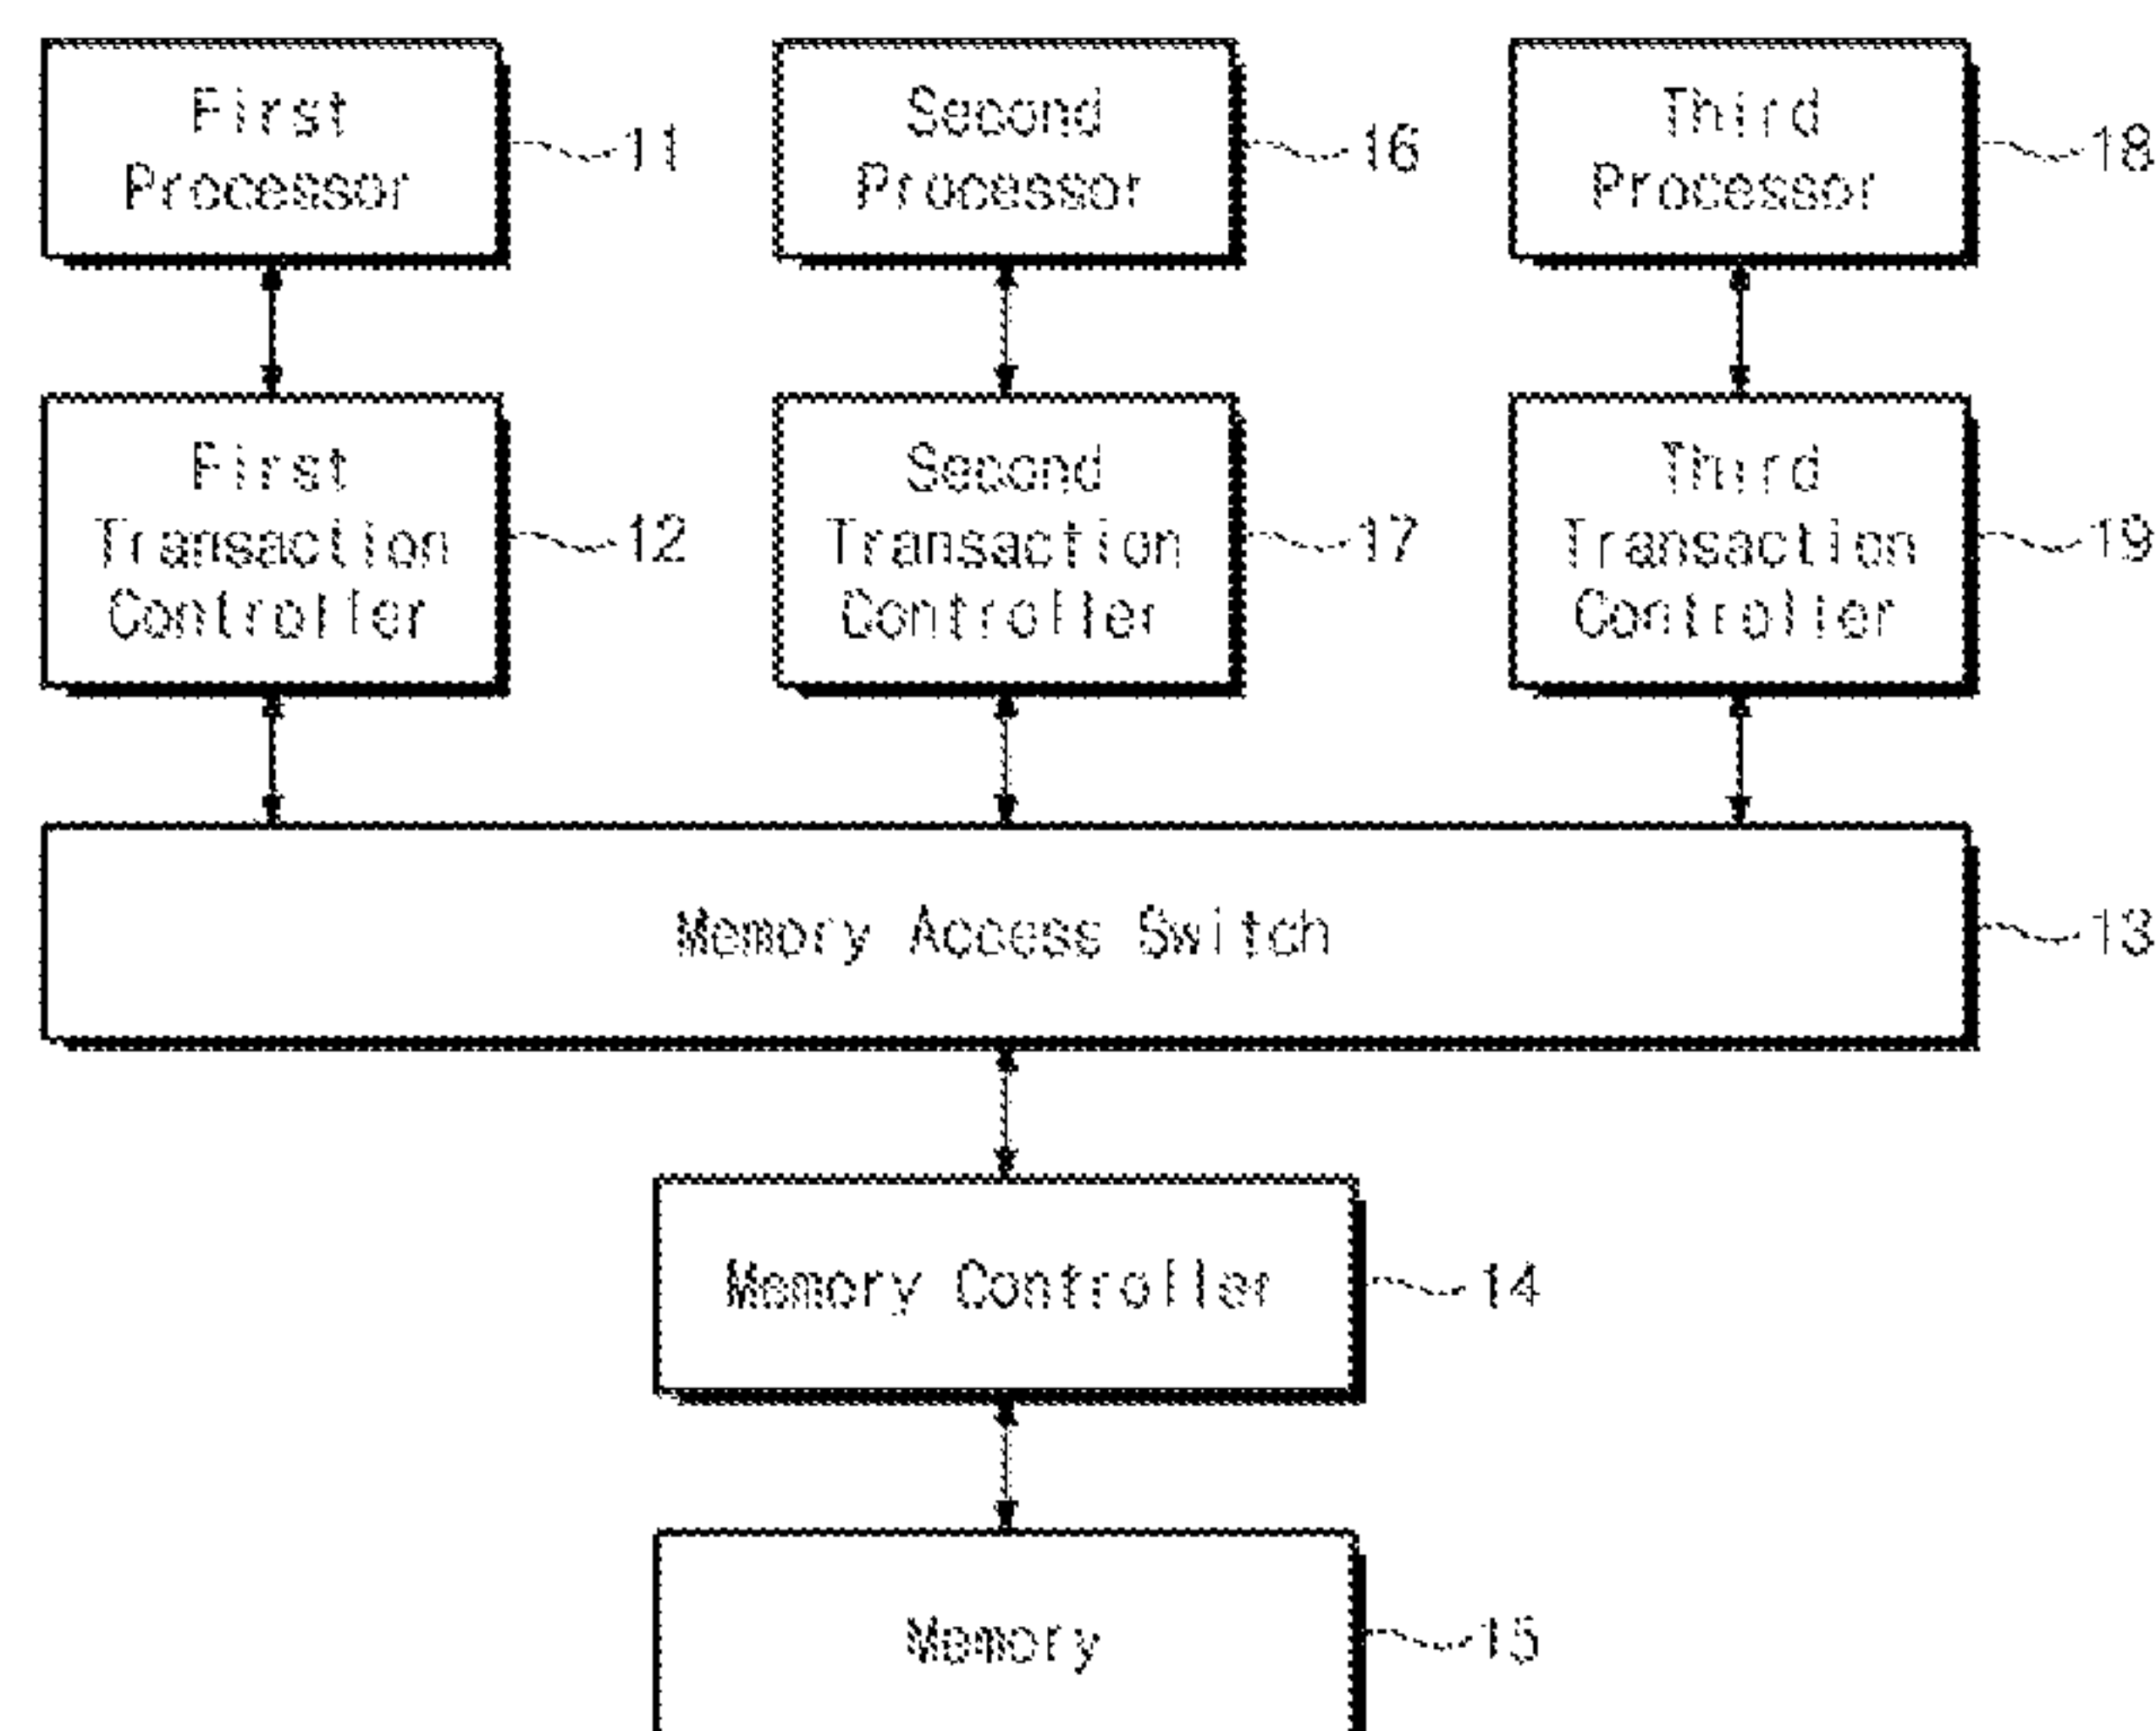 First
Processor
11
Second
Processor
16
Third
Processor
18
First
Transaction
Controller
12
Second
Transaction
Controller
17
Third
Transaction
Controller
19
Memory Access Switch
13
Memory Controller
14
Memory
15